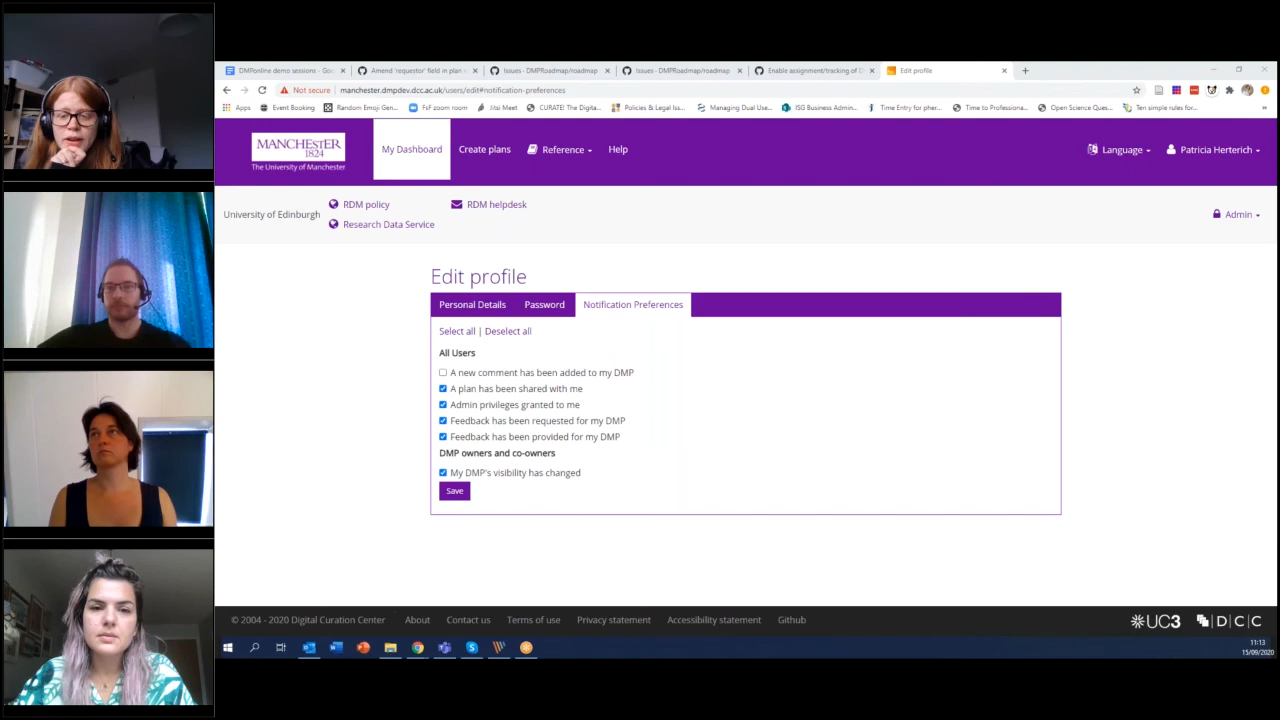 DMPonline demo sessions - Goo
Amend 'requestor' field in plan
Issues · DMPRoadmap/roadmap
Issues · DMPRoadmap/roadmap
Enable assignment/tracking of D
Edit profile
Not secure | manchester.dmpdev.dcc.ac.uk/users/edit#notification-preferences
Apps
Event Booking
Random Emoji Gen...
FsF zoom room
Jitsi Meet
CURATE! The Digita...
Policies & Legal Iss...
Managing Dual Use...
ISG Business Admin...
Time Entry for pher...
Time to Professiona...
Open Science Ques...
Ten simple rules for...
MANCHESTER
1824
The University of Manchester
My Dashboard
Create plans
Reference
Help
Language
Patricia Herterich
University of Edinburgh
RDM policy
RDM helpdesk
Research Data Service
Admin
Edit profile
Personal Details
Password
Notification Preferences
Select all | Deselect all
All Users
A new comment has been added to my DMP
A plan has been shared with me
Admin privileges granted to me
Feedback has been requested for my DMP
Feedback has been provided for my DMP
DMP owners and co-owners
My DMP's visibility has changed
Save
© 2004 - 2020 Digital Curation Center
About
Contact us
Terms of use
Privacy statement
Accessibility statement
Github
UC3
D|C|C
11:13
15/09/2020